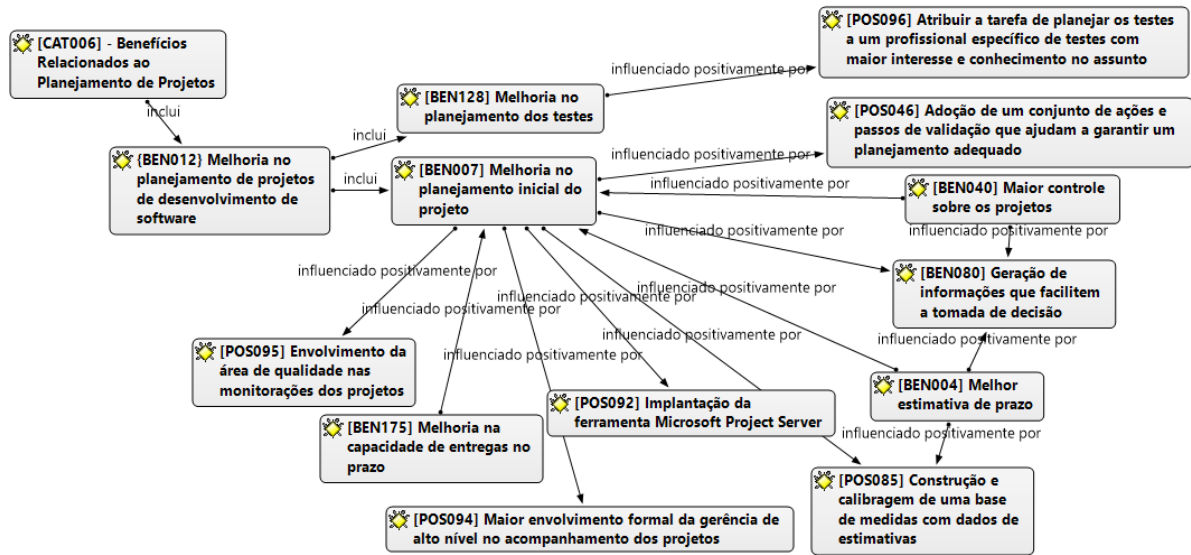 [CAT006] - Benefícios
Relacionados ao
Planejamento de Projetos
inclui
{BEN012} Melhoria no
planejamento de projetos
de desenvolvimento de
software
inclui
inclui
[BEN128] Melhoria no
planejamento dos testes
influenciado positivamente por
[POS096] Atribuir a tarefa de planejar os testes
a um profissional específico de testes com
maior interesse e conhecimento no assunto
[BEN007] Melhoria no
planejamento inicial do
projeto
influenciado positivamente por
[POS046] Adoção de um conjunto de ações e
passos de validação que ajudam a garantir um
planejamento adequado
influenciado positivamente por
[BEN040] Maior controle
sobre os projetos
influenciado positivamente por
influenciado positivamente por
[BEN080] Geração de
informações que facilitem
a tomada de decisão
influenciado positivamente por
influenciado positivamente por
influenciado positivamente por
influenciado positivamente por
influenciado positivamente por
influenciado positivamente por
influenciado positivamente por
[POS095] Envolvimento da
área de qualidade nas
monitorações dos projetos
[BEN004] Melhor
estimativa de prazo
[POS092] Implantação da
ferramenta Microsoft Project Server
[BEN175] Melhoria na
capacidade de entregas no
prazo
influenciado positivamente por
[POS085] Construção e
calibragem de uma base
de medidas com dados de
estimativas
[POS094] Maior envolvimento formal da gerência de
alto nível no acompanhamento dos projetos